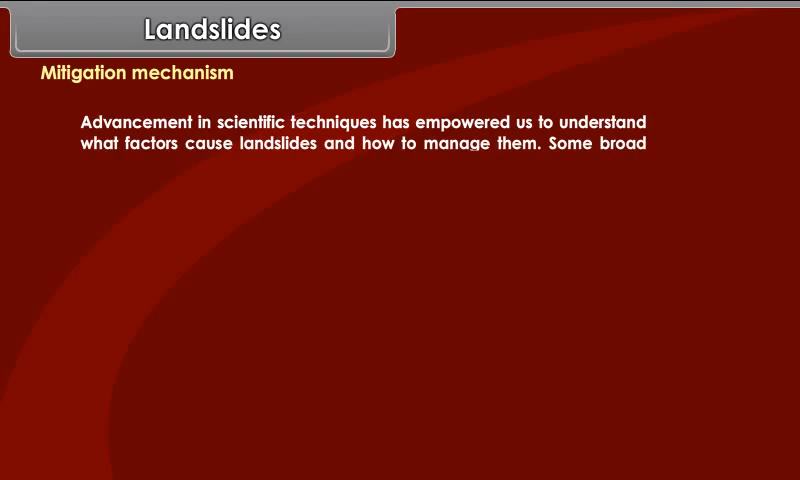 Landslides
Mitigation mechanism
Advancement in scientific techniques has empowered us to understand
what factors cause landslides and how to manage them. Some broad